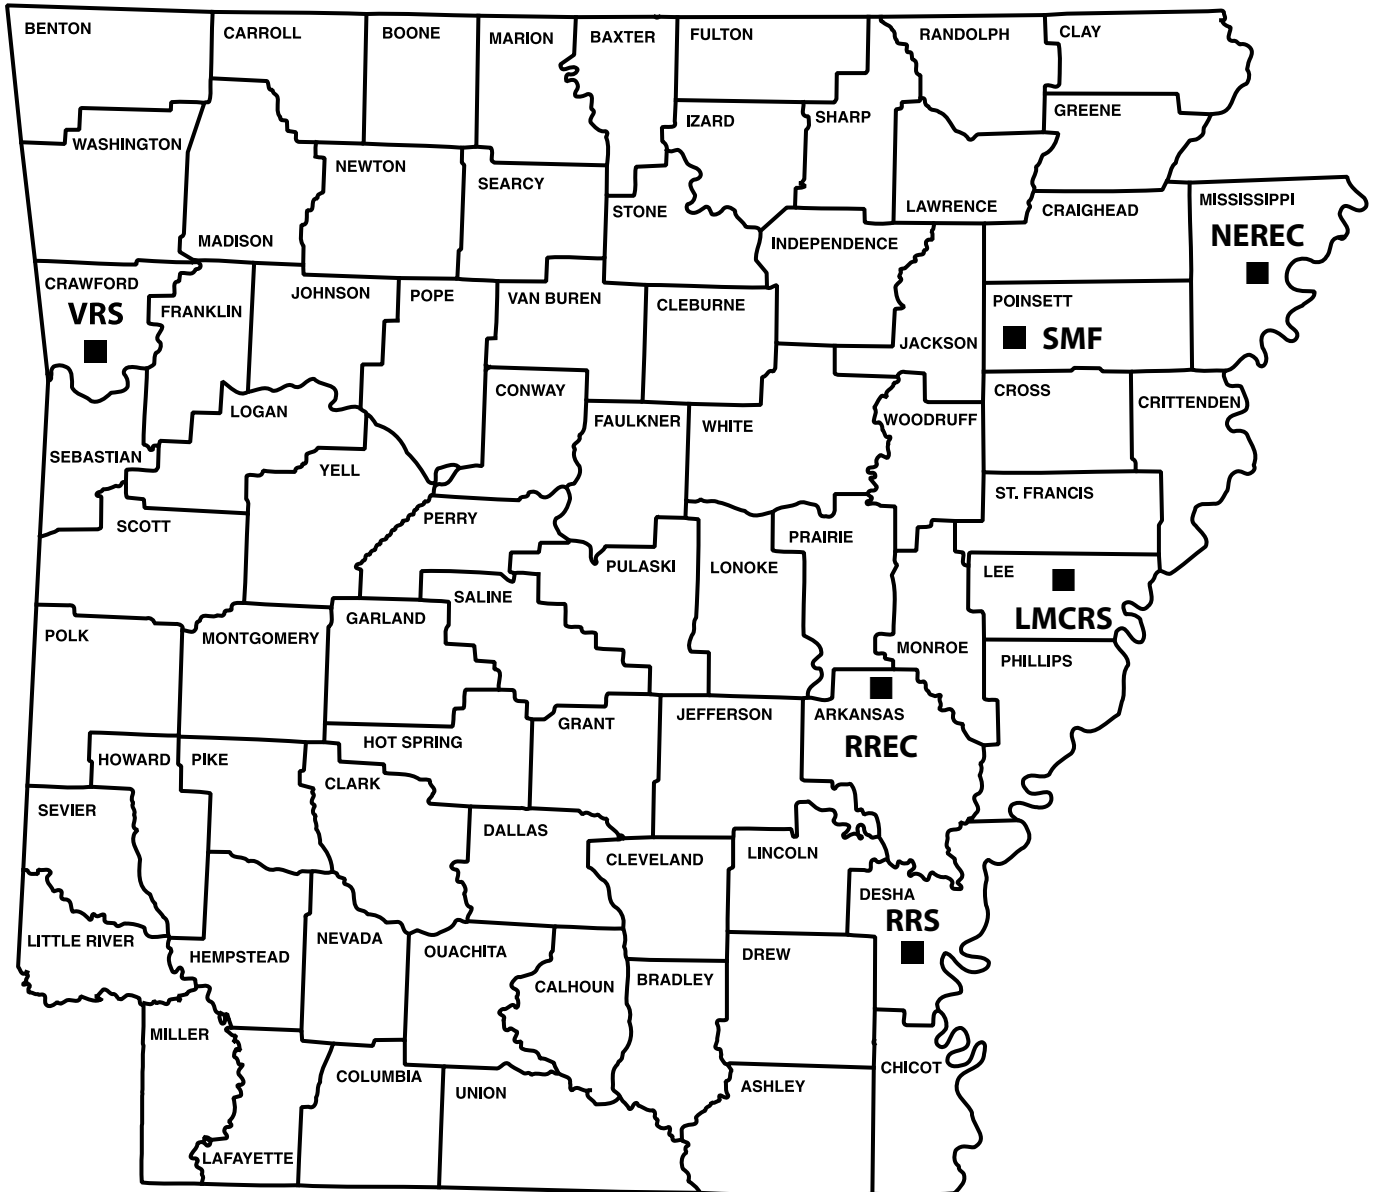 BENTON
CARROLL
BOONE
MARION
BAXTER
FULTON
RANDOLPH
CLAY
WASHINGTON
NEWTON
SEARCY
IZARD
SHARP
GREENE
MADISON
STONE
LAWRENCE
CRAIGHEAD
MISSISSIPPI
NEREC
INDEPENDENCE
CRAWFORD
VRS
FRANKLIN
JOHNSON
POPE
VAN BUREN
CLEBURNE
JACKSON
POINSETT
SMF
LOGAN
CONWAY
FAULKNER
WHITE
WOODRUFF
CROSS
CRITTENDEN
SEBASTIAN
YELL
ST. FRANCIS
SCOTT
PERRY
PULASKI
LONOKE
PRAIRIE
LEE
LMCRS
POLK
MONTGOMERY
GARLAND
SALINE
MONROE
PHILLIPS
HOWARD
PIKE
HOT SPRING
GRANT
JEFFERSON
ARKANSAS
RREC
SEVIER
CLARK
DALLAS
CLEVELAND
LINCOLN
DESHA
RRS
LITTLE RIVER
HEMPSTEAD
NEVADA
OUACHITA
CALHOUN
BRADLEY
DREW
MILLER
COLUMBIA
UNION
ASHLEY
CHICOT
LAFAYETTE